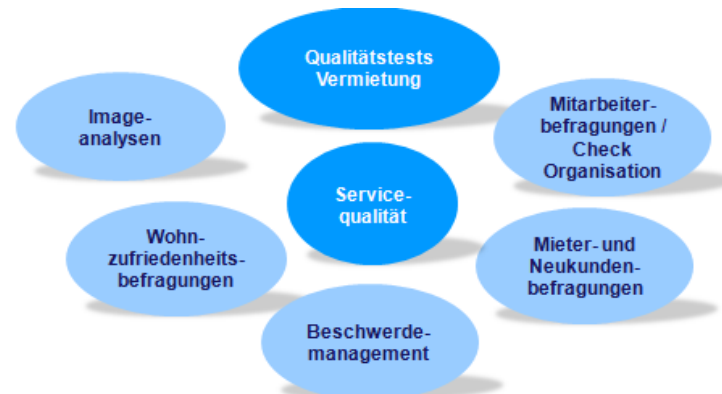 Qualitätstests
Vermietung
Image-
analysen
Mitarbeiter-
befragungen /
Check
Organisation
Service-
qualität
Wohn-
zufriedenheits-
befragungen
Mieter- und
Neukunden-
befragungen
Beschwerde-
management